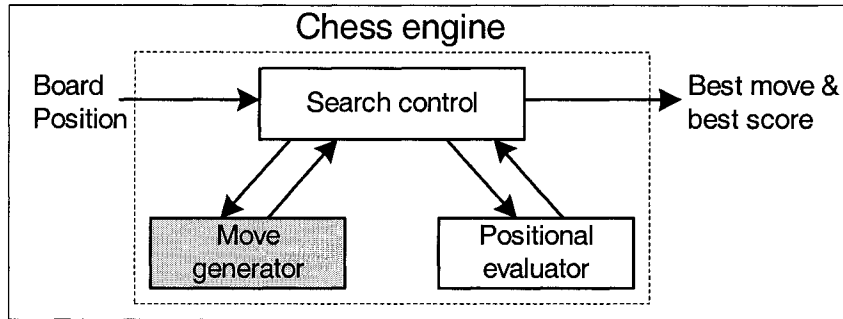 Chess engine
Board
Position
Search control
Best move &
best score
Move
generator
Positional
evaluator